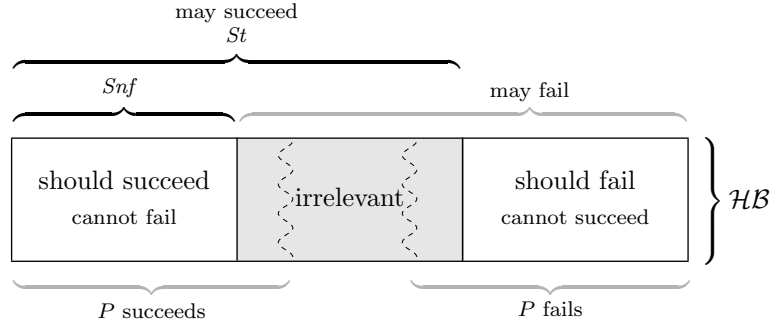 may succeed
St
Snf
may fail
should succeed
cannot fail
irrelevant
should fail
cannot succeed
HB
P succeeds
P fails